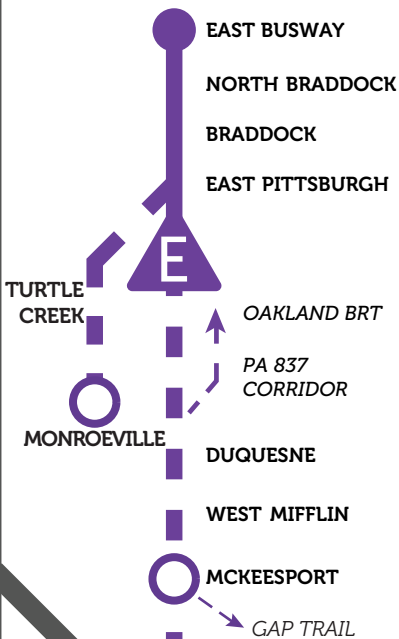 EAST BUSWAY
NORTH BRADDOCK
BRADDOCK
EAST PITTSBURGH
E
TURTLE
CREEK
OAKLAND BRT
PA 837
CORRIDOR
MONROEVILLE
DUQUESNE
WEST MIFFLIN
MCKEESPORT
GAP TRAIL